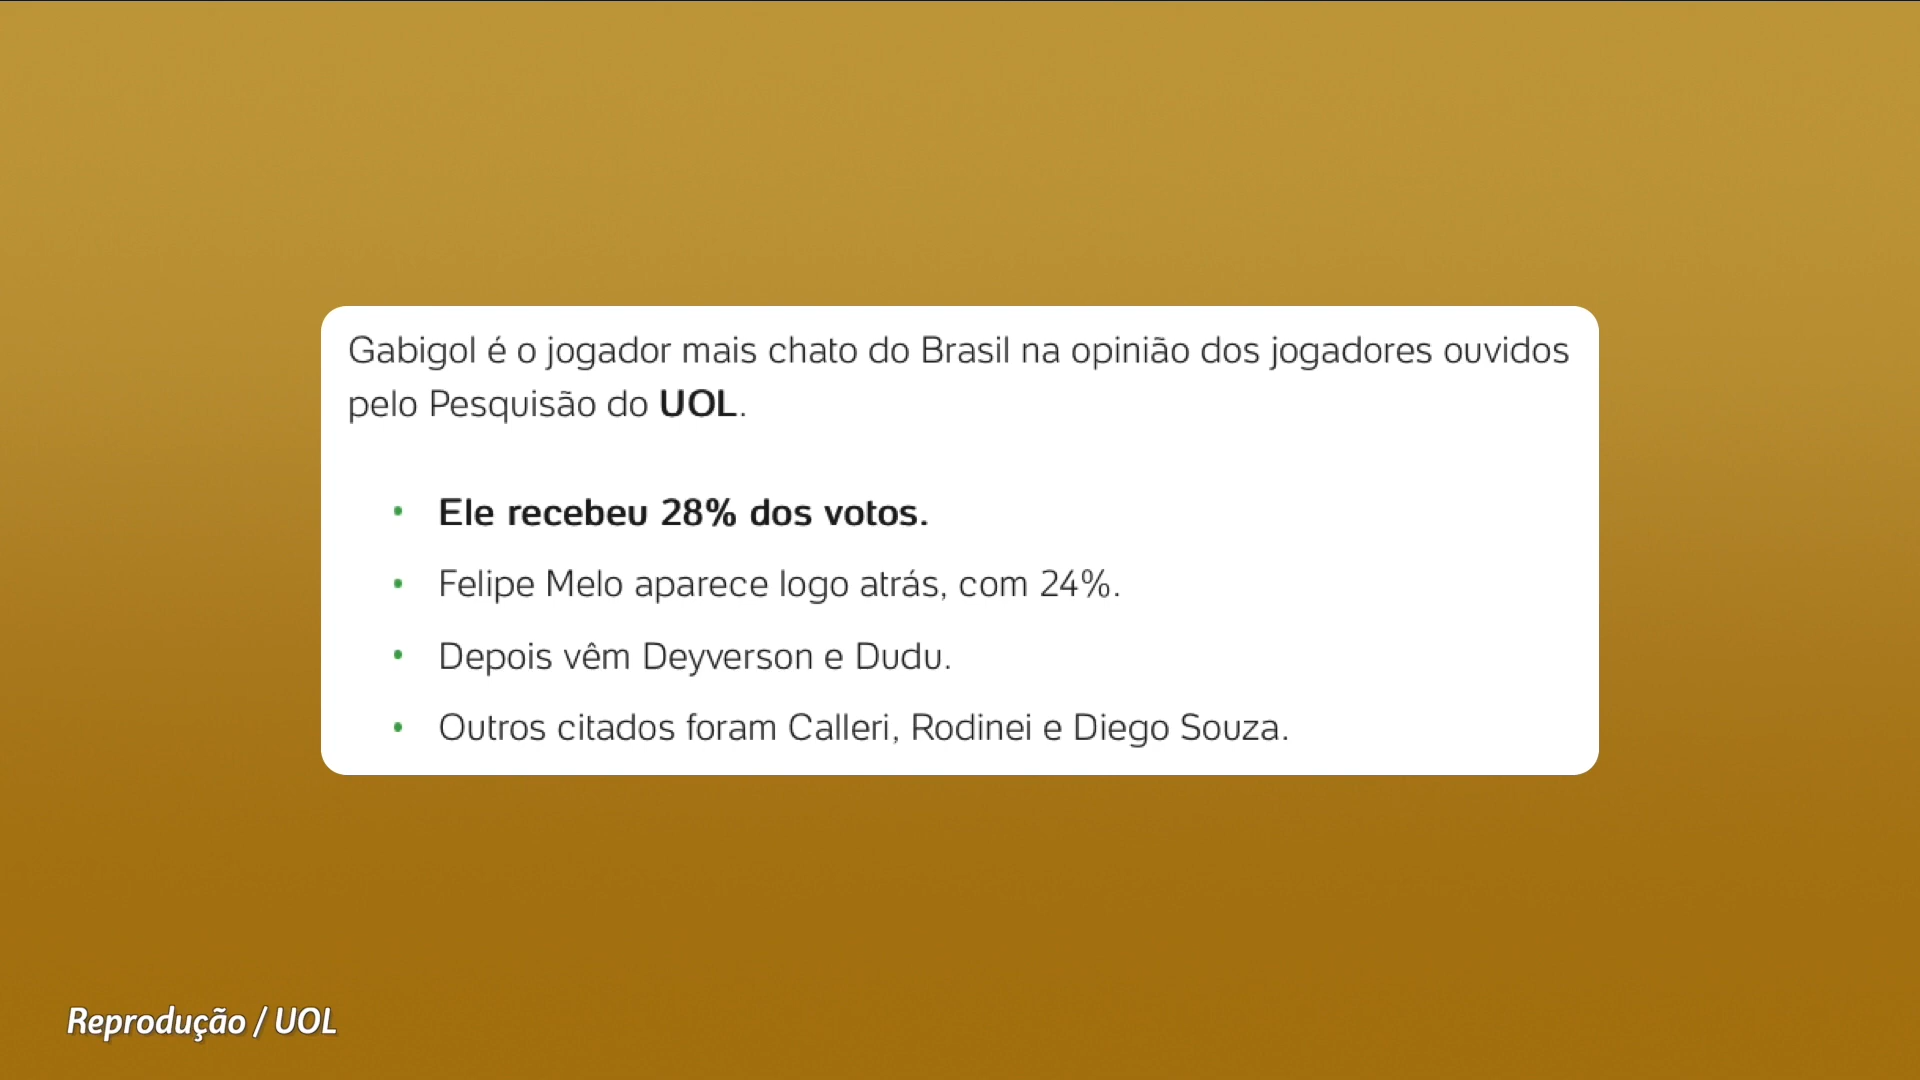 Gabigol é o jogador mais chato do Brasil na opinião dos jogadores ouvidos
pelo Pesquisão do UOL.
• Ele recebeu 28% dos votos.
• Felipe Melo aparece logo atrás, com 24%.
• Depois vêm Deyverson e Dudu.
• Outros citados foram Calleri, Rodinei e Diego Souza.
Reprodução / UOL